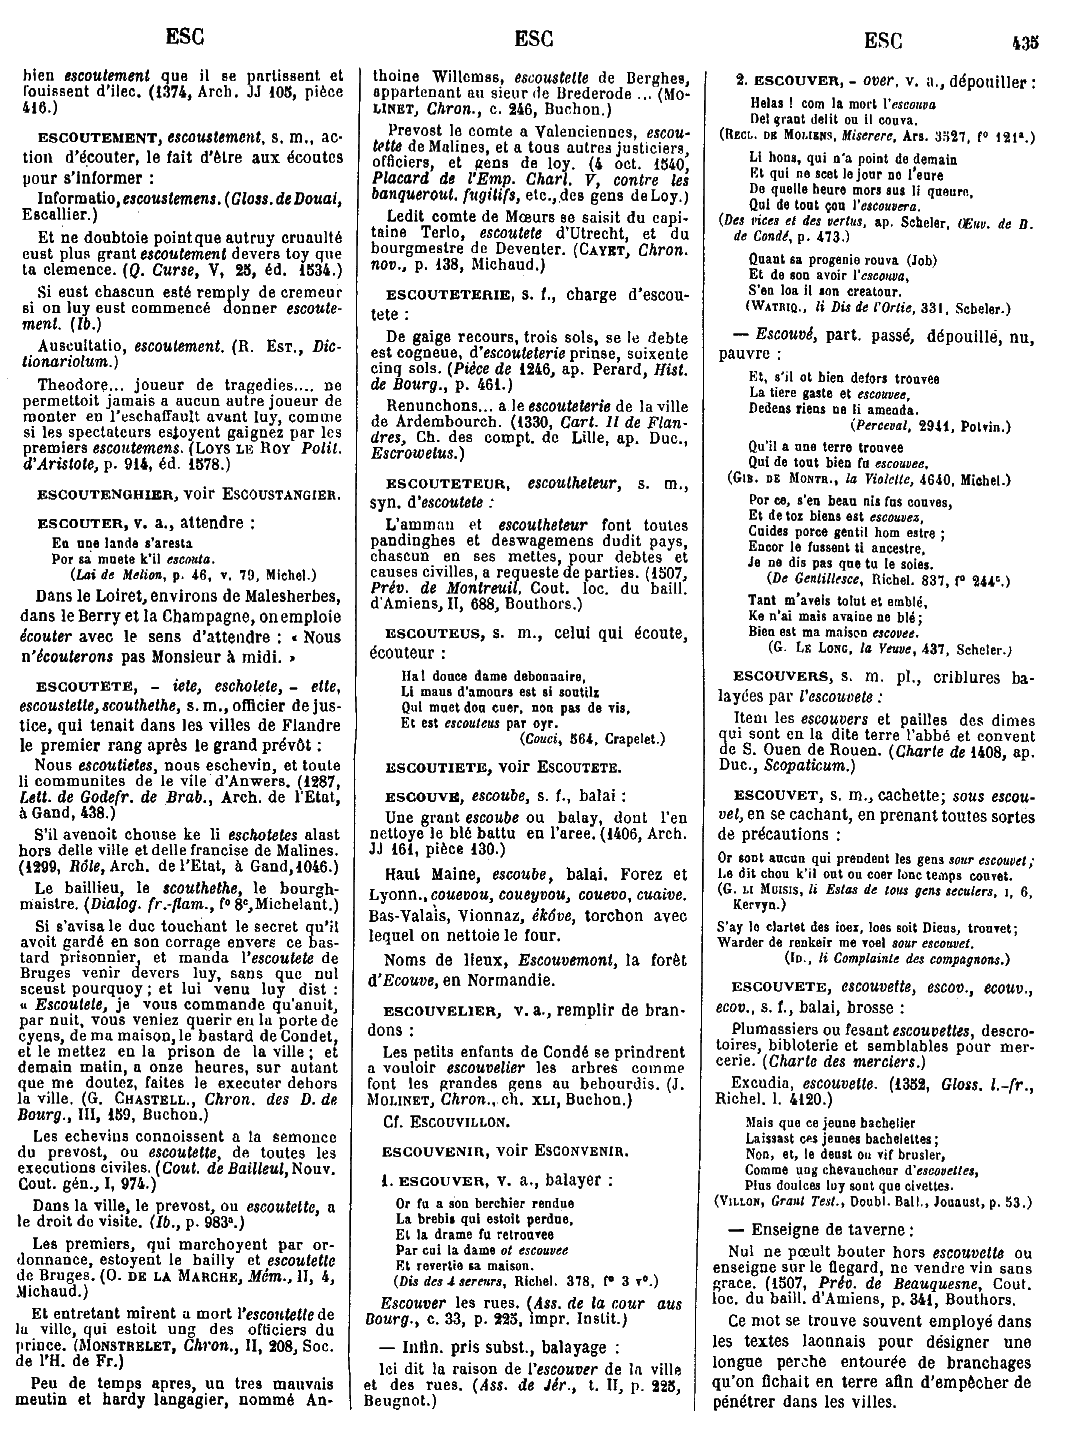 ESC
ESC
ESC 435
bien escoutement que il se partissent et
l'ouissent d'ilec. (1374, Arch. JJ 105, pièce
416.)
ESCOUTEMENT, escoustement, s. m., ac-
tion d'écouter, le fait d'être aux écoutes
pour s'informer :
Informatio, escoustemens. (Gloss. de Douai,
Escallier.)
Et ne doubtoie point que autruy cruaulté
eust plus grant escoutement devers toy que
ta clemence. (Q. Curse, V, 25, éd. 1534.)
Si eust chascun esté remply de cremeur
si on luy eust commencé donner escoute-
ment. (Ib.)
Auscultatio, escoutement. (R. EST., Dic-
tionariolum.)
Theodore... joueur de tragedies.... ne
permettoit jamais a aucun autre joueur de
monter en l'eschaffault avant luy, comme
si les spectateurs estoyent gaignez par les
premiers escoutemens. (LOYS LE ROY Polit.
d'Aristote, p. 914, éd. 1578.)
ESCOUTENGHIER, voir ESCOUSTANGIER.
ESCOUTER, v. a., attendre :
En une lande s'aresta
Por sa muete k'il escouta.
(Lai de Melion, p. 46, v. 79, Michel.)
Dans le Loiret, environs de Malesherbes,
dans le Berry et la Champagne, on emploie
écouter avec le sens d'attendre : « Nous
n'écouterons pas Monsieur à midi. »
ESCOUTETE, - iete, escholete, - ette,
escoustette, scouthethe, s. m., officier de jus-
tice, qui tenait dans les villes de Flandre
le premier rang après le grand prévôt :
Nous escoutietes, nous eschevin, et toute
li communites de le vile d'Anwers. (1287,
Lett. de Godefr. de Brab., Arch. de l'Etat,
à Gand, 438.)
S'il avenoit chouse ke li eschotetes alast
hors delle ville et delle francise de Malines.
(1299, Rôle, Arch. de l'Etat, à Gand, 1046.)
Le baillieu, le scouthethe, le bourgh-
maistre. (Dialog. fr.-flam., f° 8c, Michelant.)
Si s'avisa le duc touchant le secret qu'il
avoit gardé en son corrage envers ce bas-
tard prisonnier, et manda l'escoutete de
Bruges venir devers luy, sans que nul
sceust pourquoy ; et lui venu luy dist :
« Escoutete, je vous commande qu'anuit,
par nuit, vous veniez querir en la porte de
cyens, de ma maison, le bastard de Condet,
et le mettez en la prison de la ville ; et
demain matin, a onze heures, sur autant
que me doutez, faites le executer dehors
la ville. (G. CHASTELL., Chron. des D. de
Bourg., III, 159, Buchon.)
Les echevins connoissent a la semonce
du prevost, ou escoutette, de toutes les
executions civiles. (Cout. de Bailleul, Nouv.
Cout. gén., I, 974.)
Dans la ville, le prevost, ou escoutette, a
le droit de visite. (Ib., p. 983a.)
Les premiers, qui marchoyent par or-
donnance, estoyent le bailly et escoutette
de Bruges. (O. DE LA MARCHE, Mém., II, 4,
Michaud.)
Et entretant mirent a mort l'escoutette de
la ville, qui estoit ung des officiers du
prince. (MONSTRELET, Chron., II, 208, Soc.
de l'H. de Fr.)
Peu de temps apres, un tres mauvais
meutin et hardy langagier, nommé An-
thoine Willemss, escoustette de Berghes,
appartenant au sieur de Brederode ... (MO-
LINET, Chron., c. 246, Buchon.)
Prevost le comte a Valenciennes, escou-
tette de Malines, et a tous autres justiciers,
officiers, et gens de loy. (4 oct. 1540,
Placard de l'Emp. Charl. V, contre les
banquerout. fugitifs, etc., des gens de Loy.)
Ledit comte de Mœurs se saisit du capi-
taine Terlo, escoutete d'Utrecht, et du
bourgmestre de Deventer. (CAYET, Chron.
nov., p. 138, Michaud.)
ESCOUTETERIE, s. f., charge d'escou-
tete :
De gaige recours, trois sols, se le debte
est cogneue, d'escouteterie prinse, soixente
cinq sols. (Pièce de 1246, ap. Perard, Hist.
de Bourg., p. 461.)
Renunchons... a le escouteterie de la ville
de Ardembourch. (1330, Cart. II de Flan-
dres, Ch. des compt. de Lille, ap. Duc.,
Escrowetus.)
ESCOUTETEUR, escoutheteur, s. m.,
syn. d'escoutete :
L'amman et escoutheteur font toutes
pandinghes et deswagemens dudit pays,
chascun en ses mettes, pour debtes et
causes civilles, a requeste de parties. (1507,
Prév. de Montreuil, Cout. loc. du baill.
d'Amiens, II, 688, Bouthors.)
ESCOUTEUS, s. m., celui qui écoute,
écouteur :
Hal douce dame debonnaire,
Li maus d'amours est si soutilz
Qui muet dou cuer, non pas de vis,
Et est escouteus par oyr.
(Couci, 564, Crapelet.)
ESCOUTIETE, voir ESCOUTETE.
ESCOUVE, escoube, s. f., balai :
Une grant escoube ou balay, dont l'en
nettoye le blé battu en l'aree. (1406, Arch.
JJ 161, pièce 130.)
Haut Maine, escoube, balai. Forez et
Lyonn., couevou, coueyvou, couevo, cuaive.
Bas-Valais, Vionnaz, ékóve, torchon avec
lequel on nettoie le four.
Noms de lieux, Escouvemont, la forêt
d'Ecouve, en Normandie.
ESCOUVELIER, v. a., remplir de bran-
dons :
Les petits enfants de Condé se prindrent
a vouloir escouvelier les arbres comme
font les grandes gens au behourdis. (J.
MOLINET, Chron., ch. XLI, Buchon.)
Cf. ESCOUVILLON.
ESCOUVENIR, voir ESCONVENIR.
1. ESCOUVER, v. a., balayer :
Or fu a son berchier rendue
La brebis qui estoit perdue,
Et la drame fu retrouvee
Par cui la dame ot escouvee
Et revertie sa maison.
(Dis des 4 sereurs, Richel. 378, f° 3 v°.)
Escouver les rues. (Ass. de la cour aus
Bourg., c. 33, p. 225, impr. Instit.)
— Infin. pris subst., balayage :
Ici dit la raison de l'escouver de la ville
et des rues. (Ass. de Jér., t. II, p. 225,
Beugnot.)
2. ESCOUVER, - over, v. a., dépouiller :
Helas ! com la mort l'escouva
Del grant delit ou il couva.
(RECL. DE MOLIENS, Miserere, Ars. 3527, f° 121a.)
Li hons, qui n'a point de demain
Et qui ne scet le jour ne l'eure
De quelle heure mors sus li queure,
Qui de tout çou l'escouvera.
(Des vices et des vertus, ap. Scheler, Œuv. de B.
de Condé, p. 473.)
Quant sa progenie rouva (Job)
Et de son avoir l'escouva,
S'en loa il son creatour.
(WATRIQ., li Dis de l'Ortie, 331, Scheler.)
— Escouvé, part. passé, dépouillé, nu,
pauvre :
Et, s'il ot bien defors trouvee
La tiere gaste et escouvee,
Dedens riens ne li amenda.
(Perceval, 2941, Potvin.)
Qu'il a une terre trouvee
Qui de tout bien fu escouvee.
(GIB. DE MONTR., la Violette, 4640, Michel.)
Por ce, s'en beau nis fus couves,
Et de toz biens est escouvez,
Cuides porce gentil hom estre ;
Encor le fussent ti ancestre,
Je ne dis pas que tu le soies.
(De Gentillesce, Richel. 837, f° 244c.)
Tant m'aveis tolut et emblé,
Ke n'ai mais avaine ne blé ;
Bien est ma maison escovee.
(G. LE LONG, la Veuve, 437, Scheler.)
ESCOUVERS, s. m. pl., criblures ba-
layées par l'escouvete :
Item les escouvers et pailles des dimes
qui sont en la dite terre l'abbé et convent
de S. Ouen de Rouen. (Charte de 1408, ap.
Duc., Scopaticum.)
ESCOUVET, s. m., cachette; sous escou-
vet, en se cachant, en prenant toutes sortes
de précautions :
Or sont aucun qui prendent les gens sour escouvet ;
Le dit chou k'il ont ou coer lonc temps couvet.
(G. LI MUISIS, li Estas de tous gens seculers, I, 6,
Kervyn.)
S'ay le clartet des ioez, loes soit Dieus, trouvet ;
Warder de renkeir me voel sour escouvet.
(ID., li Complainte des compagnons.)
ESCOUVETE, escouvette, escov., ecouv.,
ecov., s. f., balai, brosse :
Plumassiers ou fesant escouvettes, descro-
toires, bibloterie et semblables pour mer-
cerie. (Charte des merciers.)
Excudia, escouvette. (1352, Gloss. l.-fr.,
Richel. l. 4120.)
Mais que ce jeune bachelier
Laissast ces jeunes bachelettes ;
Non, et, le deust on vif brusler,
Comme ung chevaucheur d'escouettes,
Plus doulces luy sont que civettes.
(VILLON, Grant Test., Doubl. Ball., Jouaust, p. 53.)
— Enseigne de taverne :
Nul ne pœult bouter hors escouvette ou
enseigne sur le flegard, ne vendre vin sans
grace. (1507, Prév. de Beauquesne, Cout.
loc. du baill. d'Amiens, p. 341, Bouthors.
Ce mot se trouve souvent employé dans
les textes laonnais pour désigner une
longue perche entourée de branchages
qu'on fichait en terre afin d'empêcher de
pénétrer dans les villes.